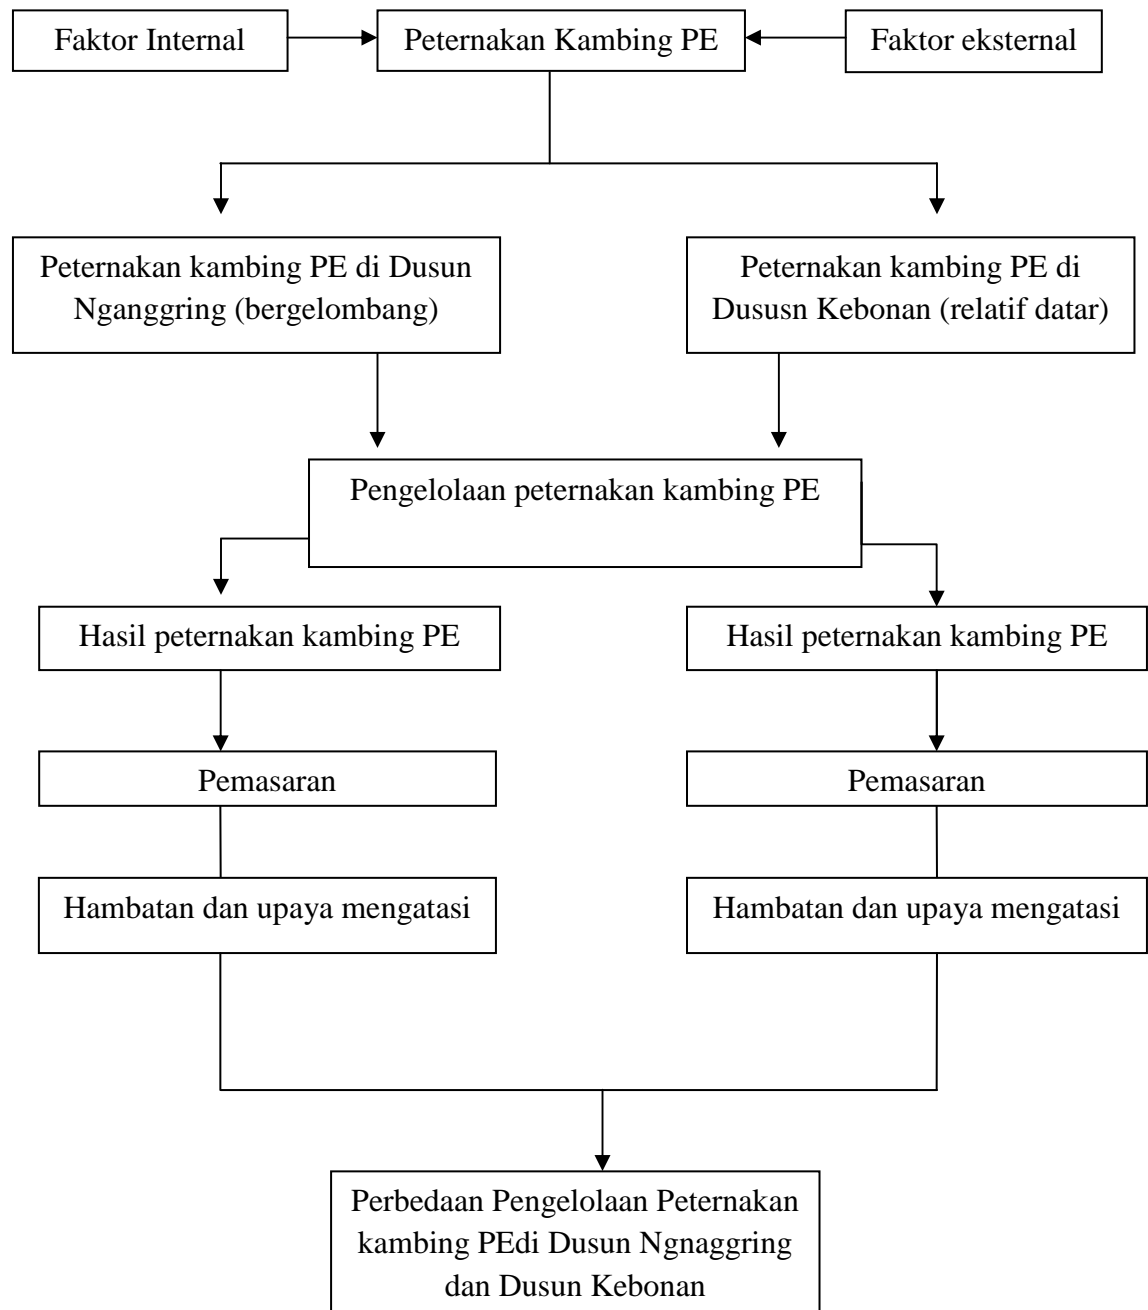 Faktor Internal
Peternakan Kambing PE
Faktor eksternal
Peternakan kambing PE di Dusun
Nganggring (bergelombang)
Peternakan kambing PE di
Dususn Kebonan (relatif datar)
Pengelolaan peternakan kambing PE
Hasil peternakan kambing PE
Hasil peternakan kambing PE
Pemasaran
Pemasaran
Hambatan dan upaya mengatasi
Hambatan dan upaya mengatasi
Perbedaan Pengelolaan Peternakan
kambing PEdi Dusun Ngnaggring
dan Dusun Kebonan